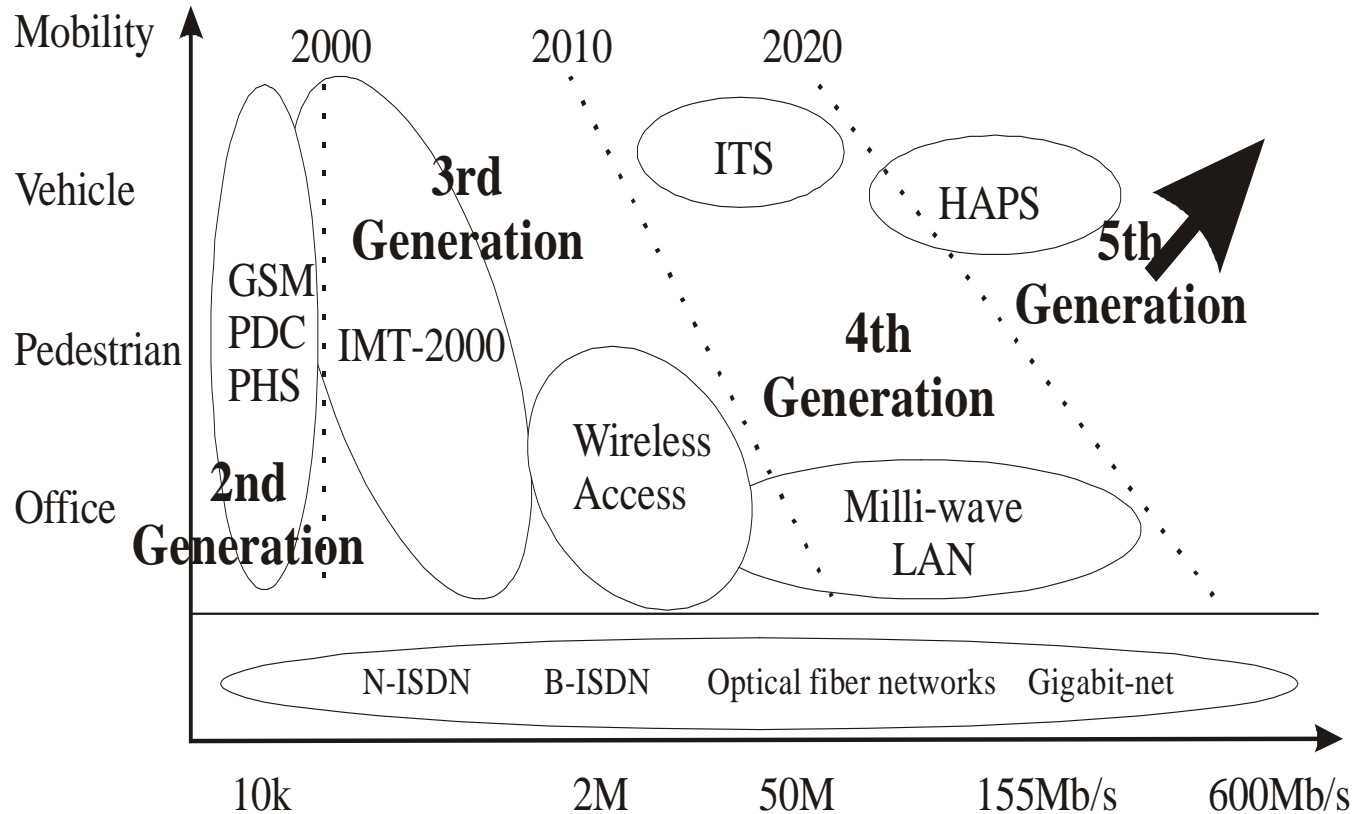 Mobility
2000
2010
2020
ITS
Vehicle
3rd
Generation
HAPS
5th
Generation
GSM
PDC
PHS
Pedestrian
IMT-2000
4th
Generation
Wireless
Access
Office
2nd
Generation
Milli-wave
LAN
N-ISDN
B-ISDN
Optical fiber networks
Gigabit-net
10k
2M
50M
155Mb/s
600Mb/s